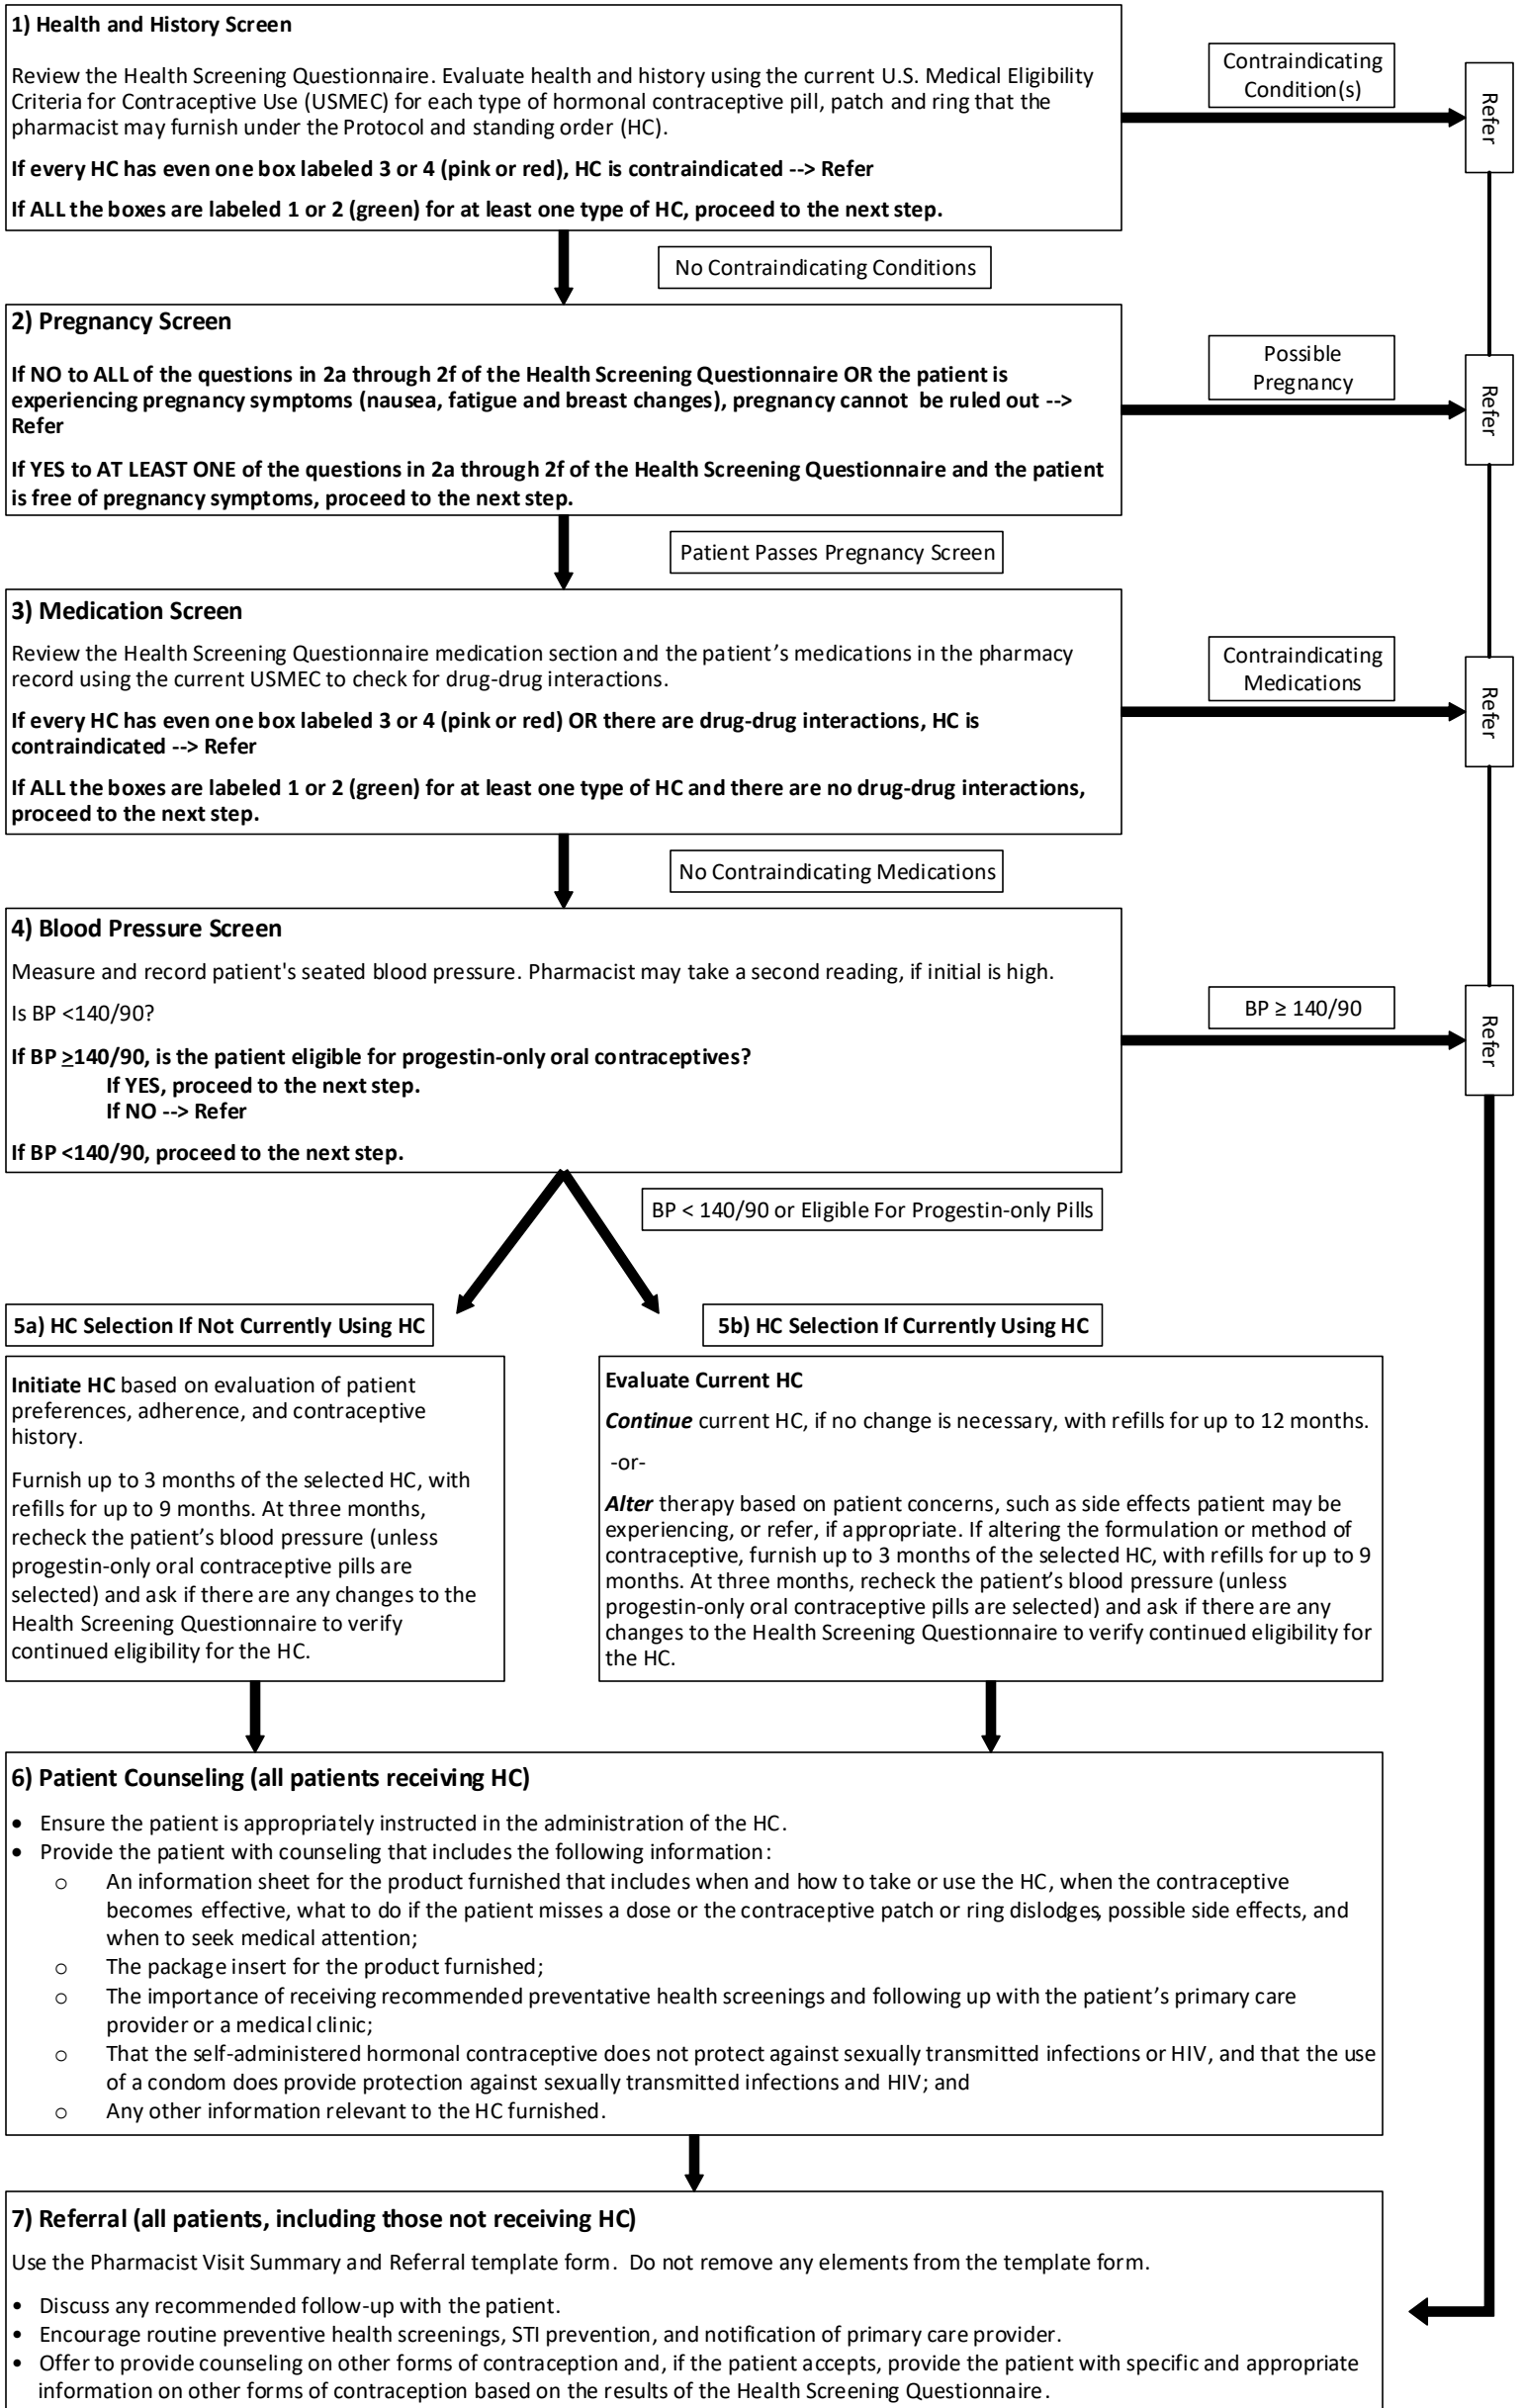 1) Health and History Screen
Review the Health Screening Questionnaire. Evaluate health and history using the current U.S. Medical Eligibility
Criteria for Contraceptive Use (USMEC) for each type of hormonal contraceptive pill, patch and ring that the
pharmacist may furnish under the Protocol and standing order (HC).
If every HC has even one box labeled 3 or 4 (pink or red), HC is contraindicated --> Refer
If ALL the boxes are labeled 1 or 2 (green) for at least one type of HC, proceed to the next step.
Contraindicating
Condition(s)
Refer
No Contraindicating Conditions
2) Pregnancy Screen
If NO to ALL of the questions in 2a through 2f of the Health Screening Questionnaire OR the patient is
experiencing pregnancy symptoms (nausea, fatigue and breast changes), pregnancy cannot be ruled out -->
Refer
If YES to AT LEAST ONE of the questions in 2a through 2f of the Health Screening Questionnaire and the patient
is free of pregnancy symptoms, proceed to the next step.
Possible
Pregnancy
Refer
Patient Passes Pregnancy Screen
3) Medication Screen
Review the Health Screening Questionnaire medication section and the patient's medications in the pharmacy
record using the current USMEC to check for drug-drug interactions.
If every HC has even one box labeled 3 or 4 (pink or red) OR there are drug-drug interactions, HC is
contraindicated --> Refer
If ALL the boxes are labeled 1 or 2 (green) for at least one type of HC and there are no drug-drug interactions,
proceed to the next step.
Contraindicating
Medications
Refer
No Contraindicating Medications
4) Blood Pressure Screen
Measure and record patient's seated blood pressure. Pharmacist may take a second reading, if initial is high.
Is BP <140/90?
If BP ≥140/90, is the patient eligible for progestin-only oral contraceptives?
If YES, proceed to the next step.
If NO --> Refer
If BP <140/90, proceed to the next step.
BP ≥ 140/90
Refer
BP < 140/90 or Eligible For Progestin-only Pills
5a) HC Selection If Not Currently Using HC
Initiate HC based on evaluation of patient
preferences, adherence, and contraceptive
history.
Furnish up to 3 months of the selected HC, with
refills for up to 9 months. At three months,
recheck the patient's blood pressure (unless
progestin-only oral contraceptive pills are
selected) and ask if there are any changes to the
Health Screening Questionnaire to verify
continued eligibility for the HC.
5b) HC Selection If Currently Using HC
Evaluate Current HC
Continue current HC, if no change is necessary, with refills for up to 12 months.
-or-
Alter therapy based on patient concerns, such as side effects patient may be
experiencing, or refer, if appropriate. If altering the formulation or method of
contraceptive, furnish up to 3 months of the selected HC, with refills for up to 9
months. At three months, recheck the patient's blood pressure (unless
progestin-only oral contraceptive pills are selected) and ask if there are any
changes to the Health Screening Questionnaire to verify continued eligibility for
the HC.
6) Patient Counseling (all patients receiving HC)
• Ensure the patient is appropriately instructed in the administration of the HC.
• Provide the patient with counseling that includes the following information:
o An information sheet for the product furnished that includes when and how to take or use the HC, when the contraceptive
becomes effective, what to do if the patient misses a dose or the contraceptive patch or ring dislodges, possible side effects, and
when to seek medical attention;
o The package insert for the product furnished;
o The importance of receiving recommended preventative health screenings and following up with the patient's primary care
provider or a medical clinic;
o That the self-administered hormonal contraceptive does not protect against sexually transmitted infections or HIV, and that the use
of a condom does provide protection against sexually transmitted infections and HIV; and
o Any other information relevant to the HC furnished.
7) Referral (all patients, including those not receiving HC)
Use the Pharmacist Visit Summary and Referral template form. Do not remove any elements from the template form.
• Discuss any recommended follow-up with the patient.
• Encourage routine preventive health screenings, STI prevention, and notification of primary care provider.
• Offer to provide counseling on other forms of contraception and, if the patient accepts, provide the patient with specific and appropriate
information on other forms of contraception based on the results of the Health Screening Questionnaire.